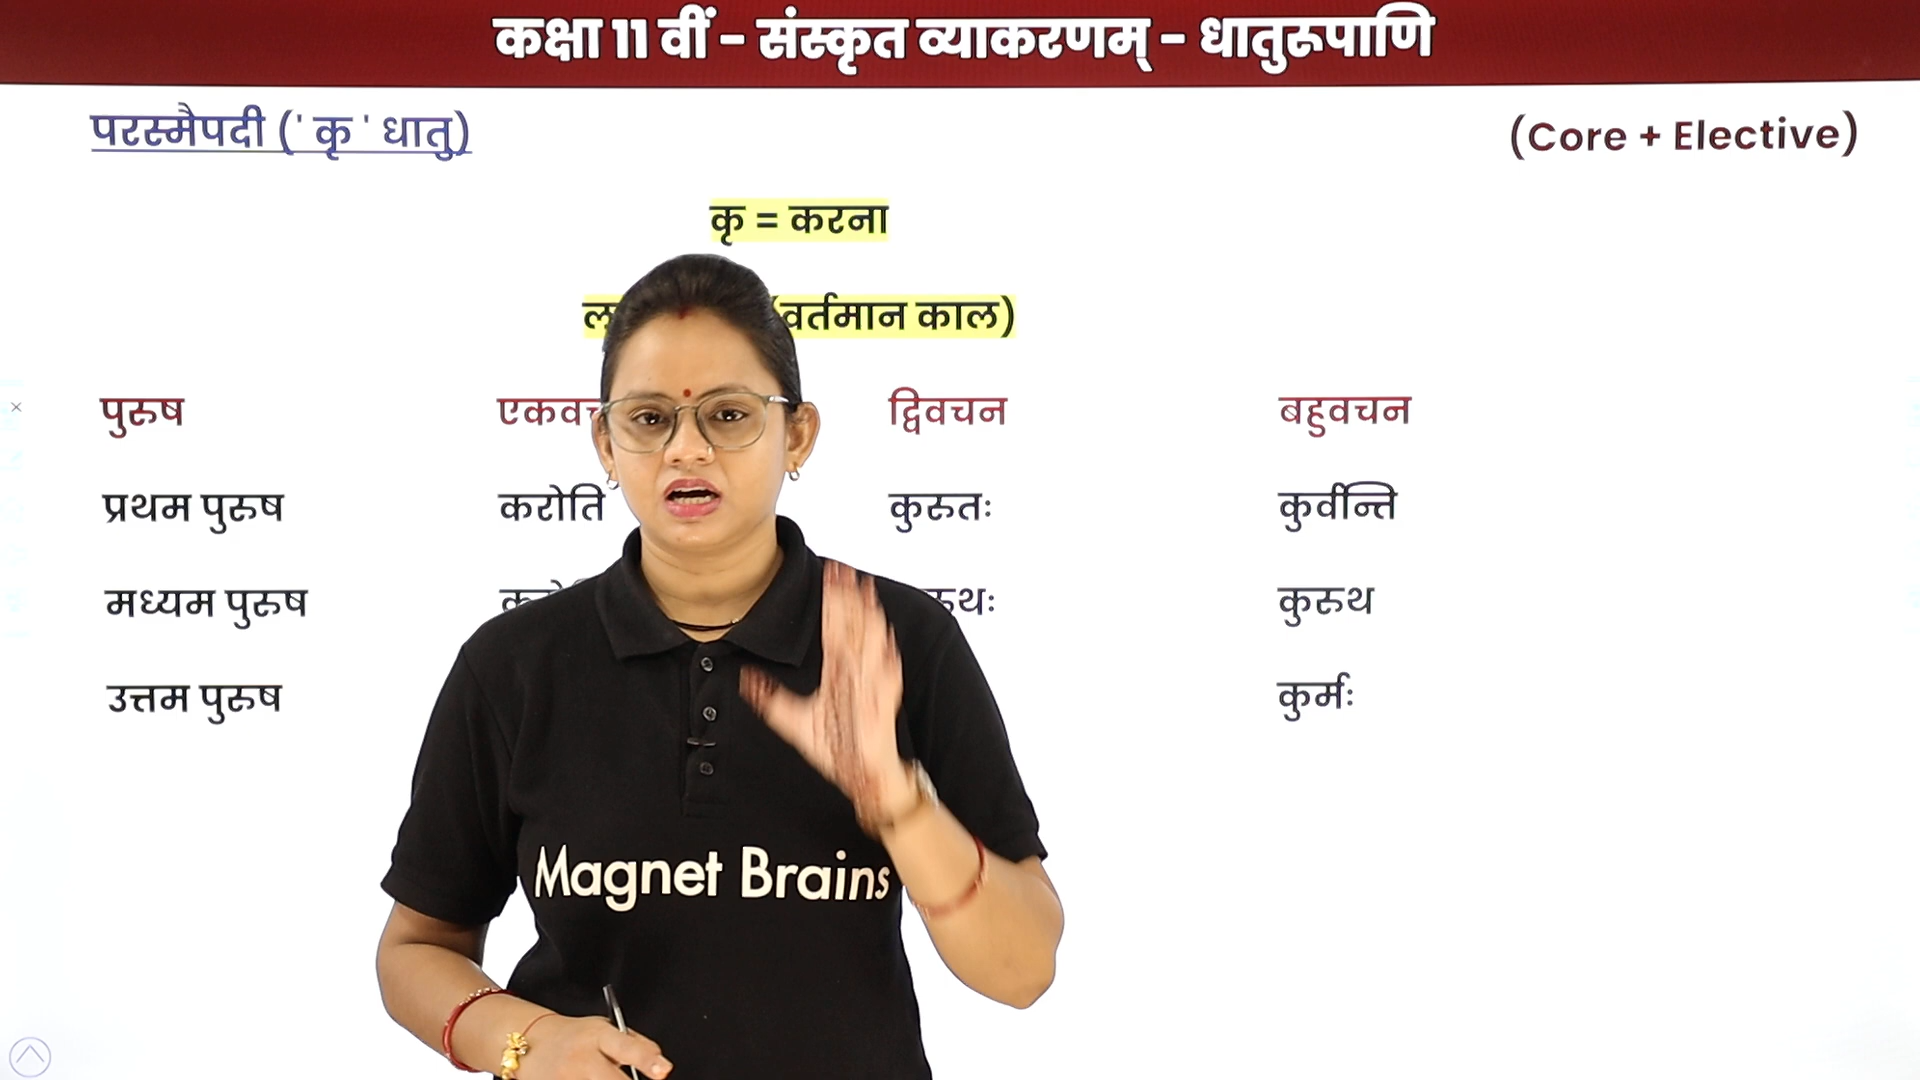 कक्षा 11 वीं - संस्कृत व्याकरणम् - धातुरूपाणि
परस्मैपदी (' कृ ' धातु)
(Core + Elective)
कृ = करना
(वर्तमान काल)
पुरुष द्विवचन बहुवचन
प्रथम पुरुष करोति कुरुतः कुर्वन्ति
मध्यम पुरुष कुरुथ
उत्तम पुरुष कुर्मः
Magnet Brains